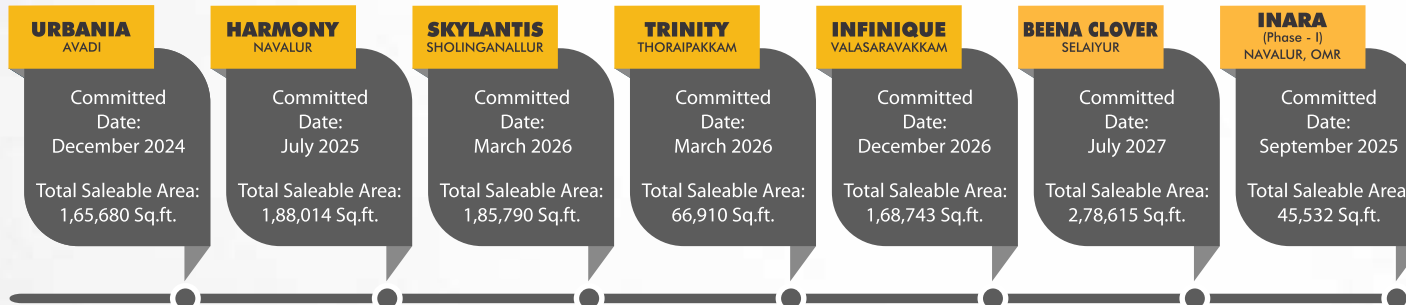 URBANIA
AVADI
Committed
Date:
December 2024
Total Saleable Area:
1,65,680 Sq.ft.
HARMONY
NAVALUR
Committed
Date:
July 2025
Total Saleable Area:
1,88,014 Sq.ft.
SKYLANTIS
SHOLINGANALLUR
Committed
Date:
March 2026
Total Saleable Area:
1,85,790 Sq.ft.
TRINITY
THORAIPAKKAM
Committed
Date:
March 2026
Total Saleable Area:
66,910 Sq.ft.
INFINIQUE
VALASARAVAKKAM
Committed
Date:
December 2026
Total Saleable Area:
1,68,743 Sq.ft.
BEENA CLOVER
SELAIYUR
Committed
Date:
July 2027
Total Saleable Area:
2,78,615 Sq.ft.
INARA
(Phase - I)
NAVALUR, OMR
Committed
Date:
September 2025
Total Saleable Area
45,532 Sq.ft.